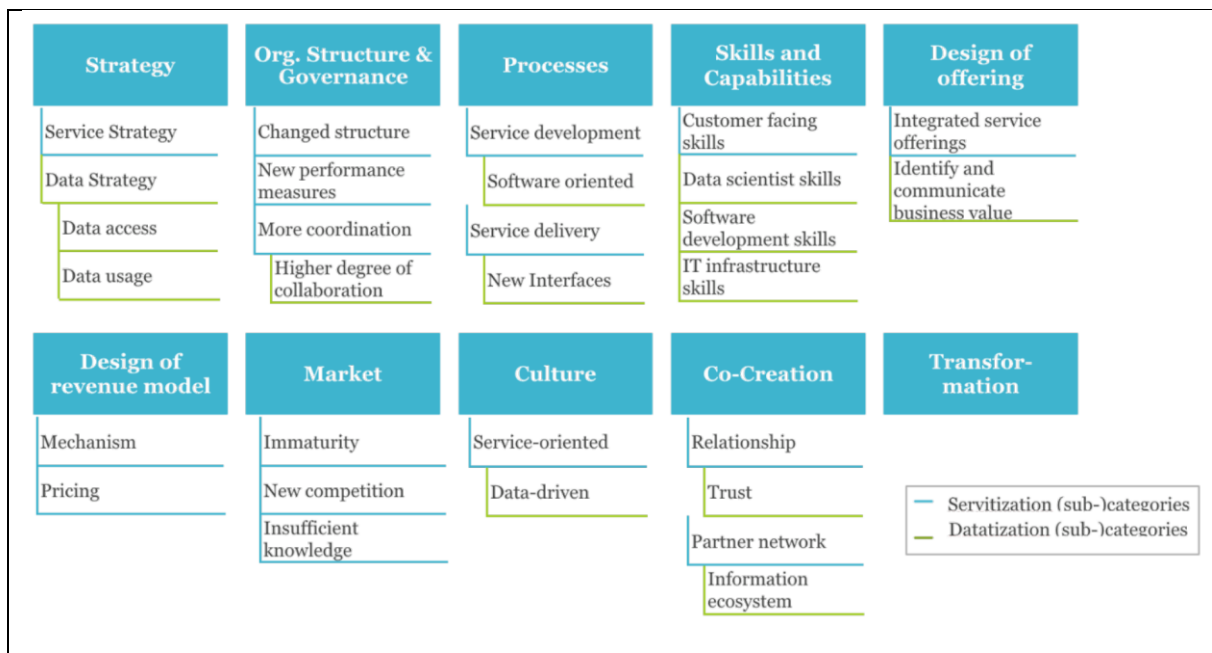 Strategy
Service Strategy
Data Strategy
Data access
Data usage
Org. Structure &
Governance
Changed structure
New performance
measures
More coordination
Higher degree of
collaboration
Processes
Service development
Software oriented
Service delivery
New Interfaces
Skills and
Capabilities
Customer facing
skills
Data scientist skills
Software
development skills
IT infrastructure
skills
Design of
offering
Integrated service
offerings
Identify and
communicate
business value
Design of
revenue model
Mechanism
Pricing
Market
Immaturity
New competition
Insufficient
knowledge
Culture
Service-oriented
Data-driven
Co-Creation
Relationship
Trust
Partner network
Information
ecosystem
Transfor-
mation
Servitization (sub-)categories
Datatization (sub-)categories